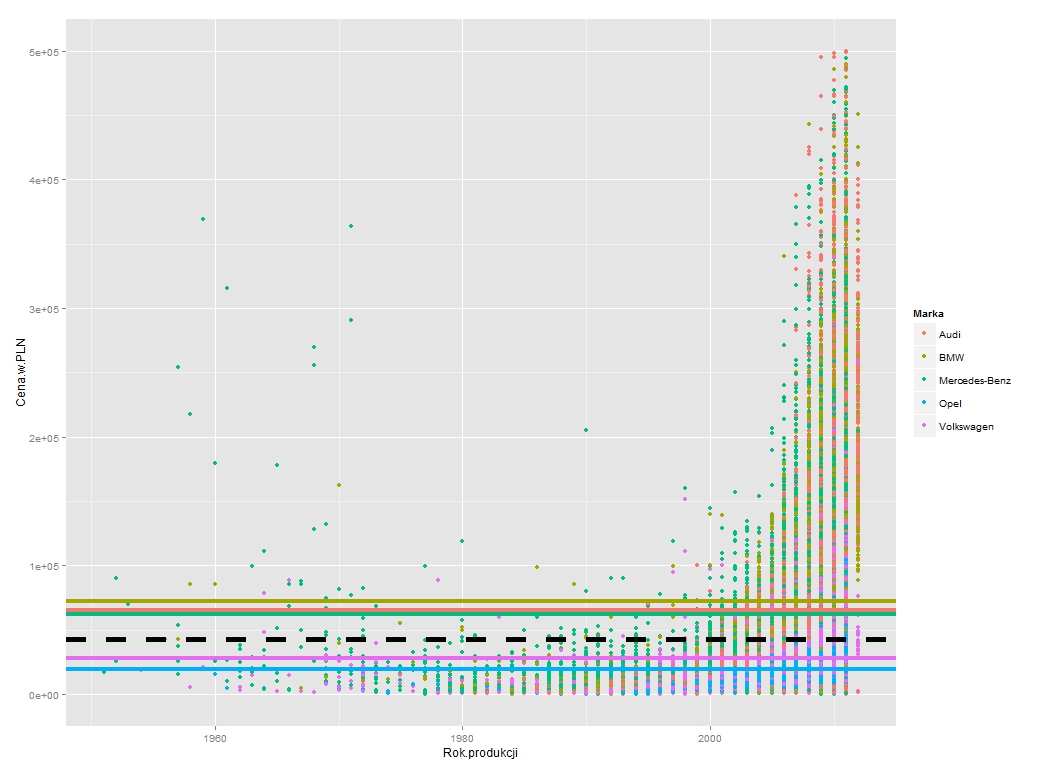 5e+05
4e+05
3e+05
2e+05
1e+05
0e+00
Cena.w.PLN
1960
1980
2000
Rok.produkcji
Marka
Audi
BMW
Mercedes-Benz
Opel
Volkswagen